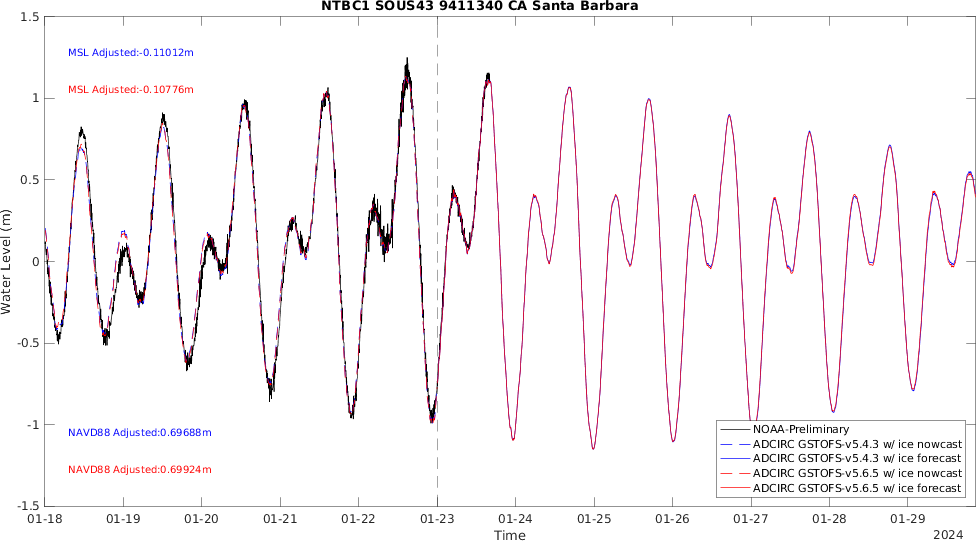 NTBC1 SOUS43 9411340 CA Santa Barbara
1.5
1
0.5
0
-0.5
-1
-1.5
Water Level (m)
MSL Adjusted:-0.11012m
MSL Adjusted:-0.10776m
NAVD88 Adjusted:0.69688m
NAVD88 Adjusted:0.69924m
NOAA-Preliminary
ADCIRC GSTOFS-v5.4.3 w/ ice nowcast
ADCIRC GSTOFS-v5.4.3 w/ ice forecast
ADCIRC GSTOFS-v5.6.5 w/ ice nowcast
ADCIRC GSTOFS-v5.6.5 w/ ice forecast
01-18 01-19 01-20 01-21 01-22 01-23 01-24 01-25 01-26 01-27 01-28 01-29
Time
2024